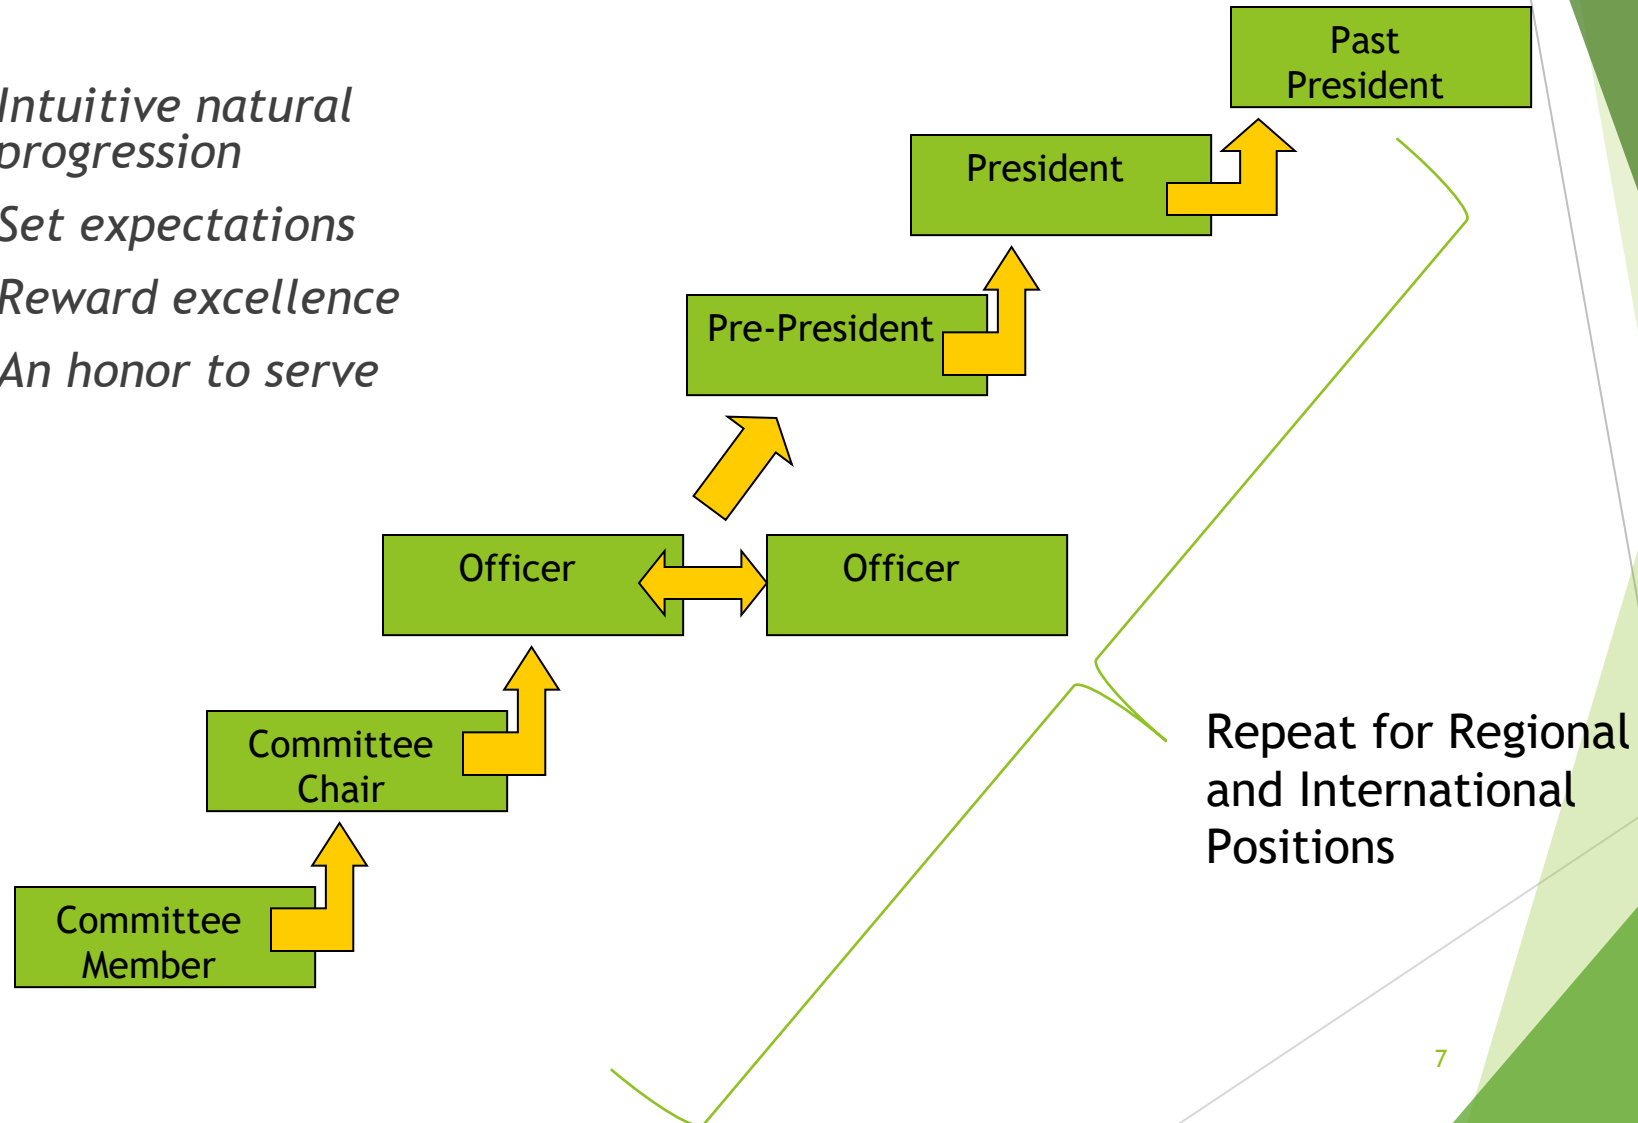 Intuitive natural
progression
Set expectations
Reward excellence
An honor to serve
Past
President
President
Pre-President
Officer
Officer
Committee
Chair
Committee
Member
Repeat for Regional
and International
Positions
7